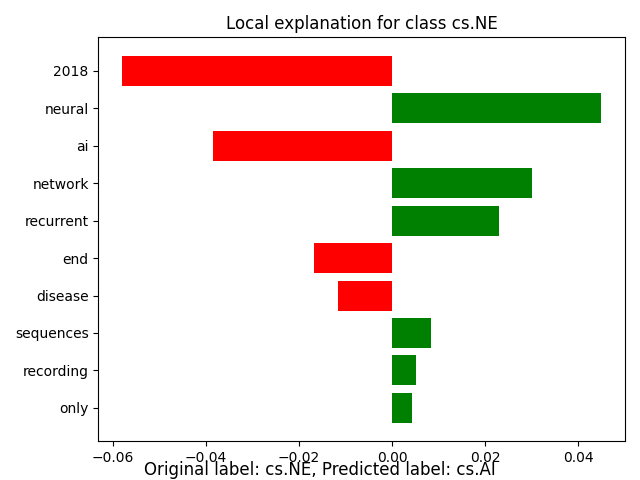 Local explanation for class cs.NE
2018
neural
ai
network
recurrent
end
disease
sequences
recording
only
−0.06 −0.04 −0.02 0.00 0.02 0.04
Original label: cs.NE, Predicted label: cs.AI